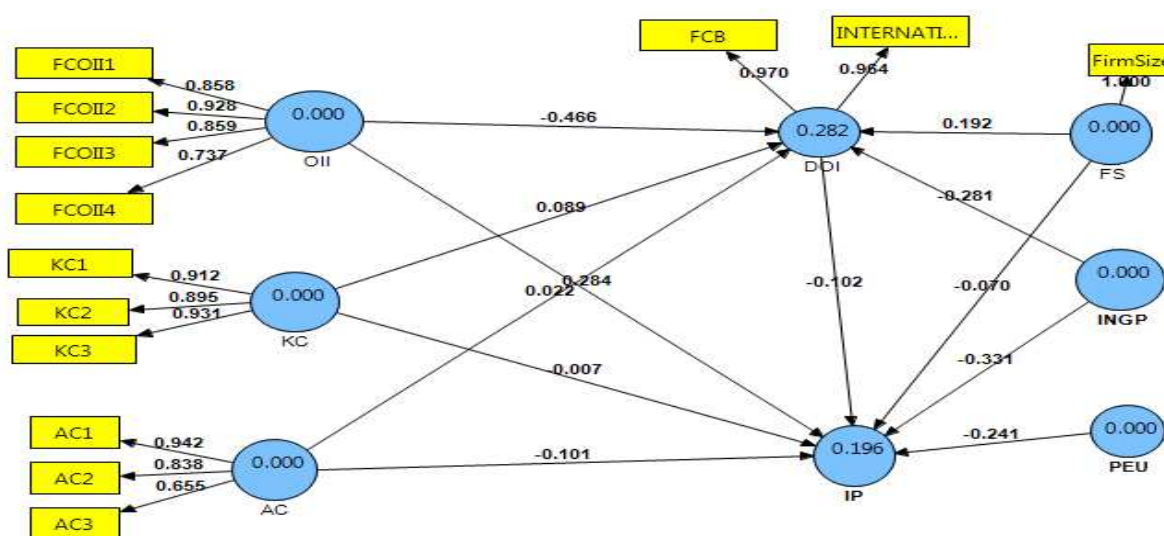 FCOII1
FCOII2
FCOII3
FCOII4
0.858
0.928
0.859
0.737
0.000
OII
KC1
KC2
KC3
0.912
0.895
0.931
0.000
KC
AC1
AC2
AC3
0.942
0.838
0.655
0.000
AC
FCB
INTERNATI...
0.970
0.964
0.282
DOI
FirmSize
1.000
0.000
FS
-0.466
0.192
0.089
-0.281
0.284
0.022
-0.102
-0.070
0.000
INGP
-0.007
-0.331
-0.101
0.196
IP
-0.241
0.000
PEU